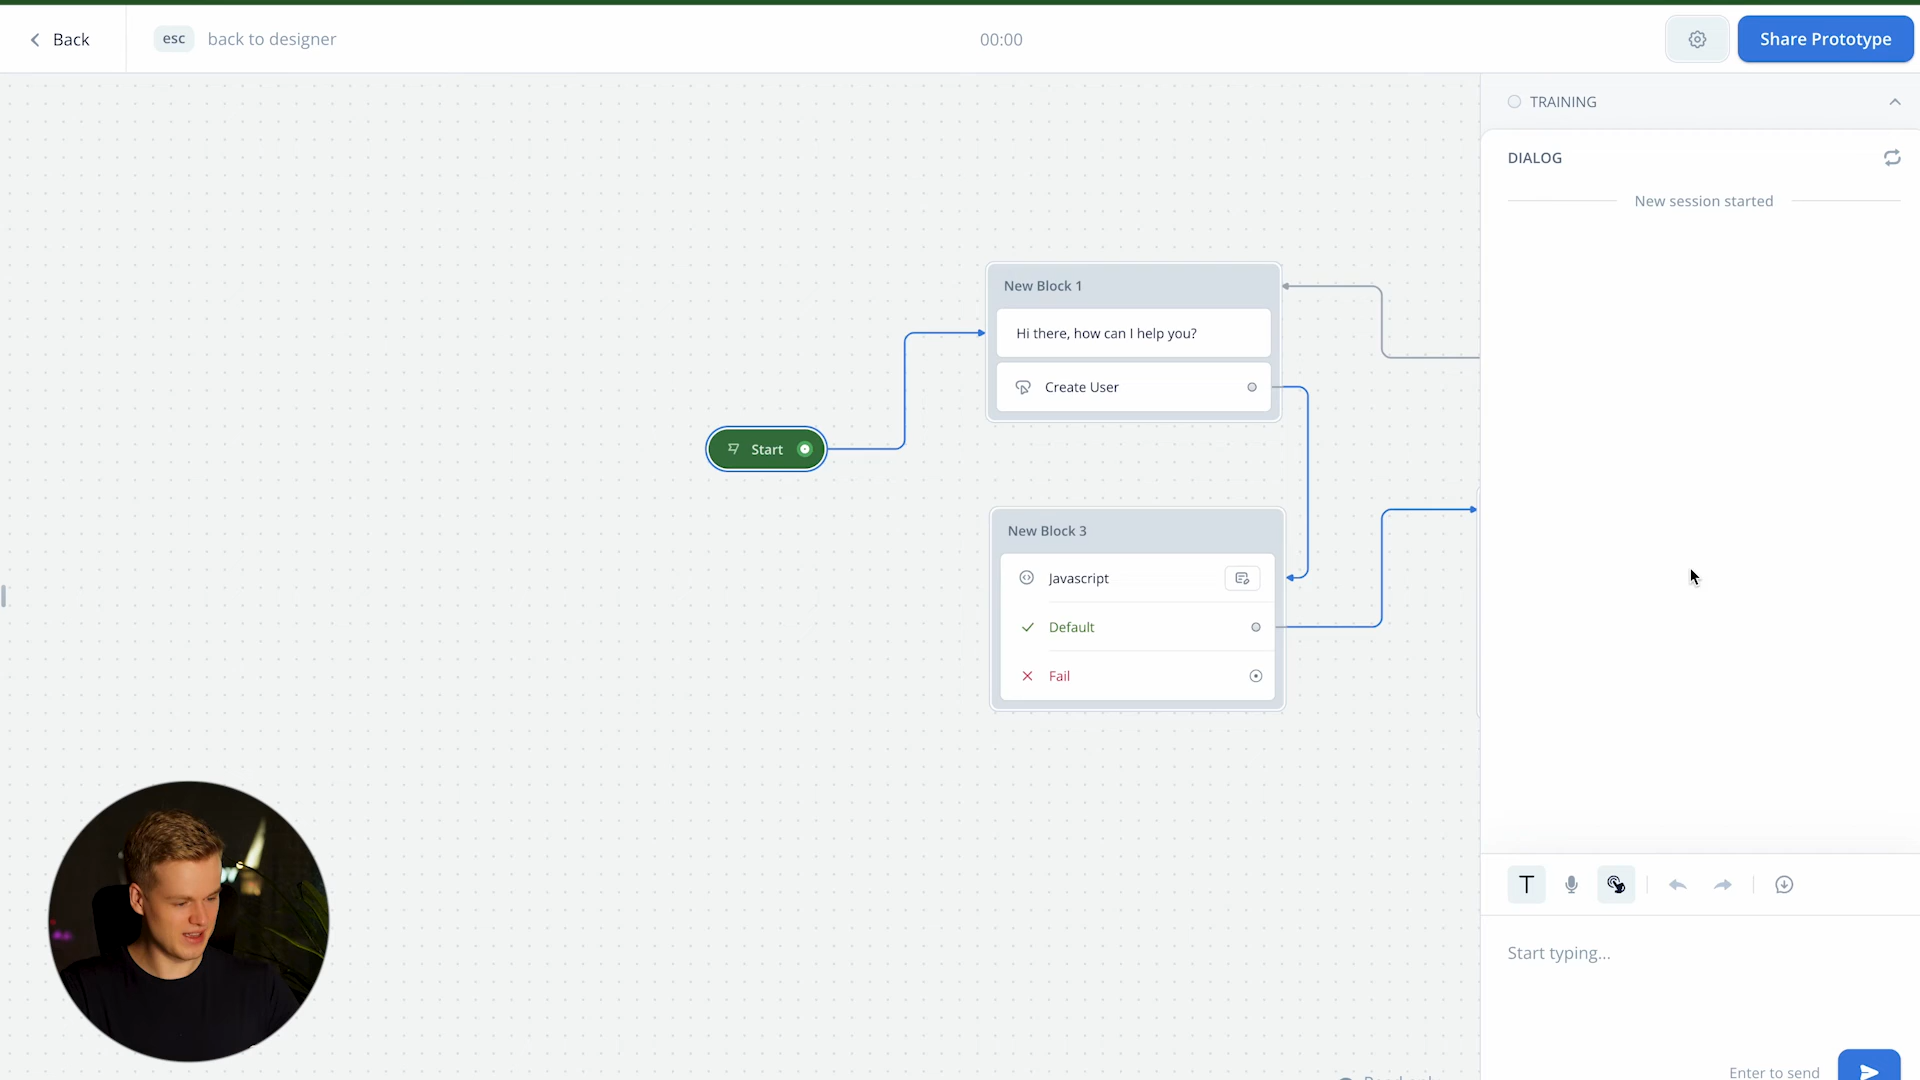 Back
esc back to designer
00:00
Share Prototype
TRAINING
DIALOG
New session started
New Block 1
Hi there, how can I help you?
Create User
Start
New Block 3
Javascript
Default
Fail
T
Start typing...
Enter to send